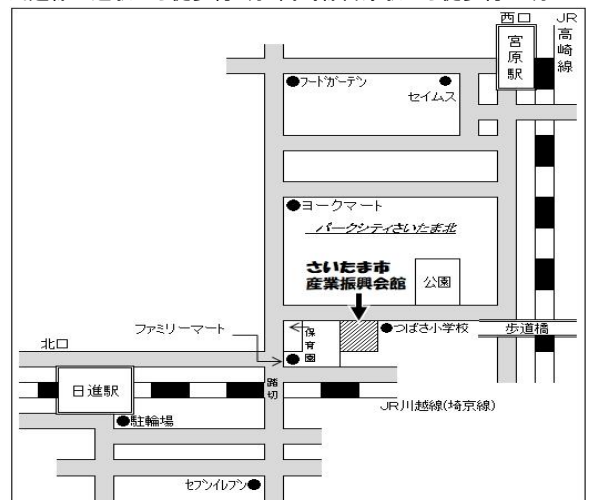 西口
JR
高崎線
宮原駅
フードガーデン
セイムス
ヨークマート
パークシティさいたま北
さいたま市
産業振興会館
公園
ファミリーマート
保育園
つばさ小学校
歩道橋
北口
日進駅
踏切
JR川越線(埼京線)
駐輪場
セブンイレブン